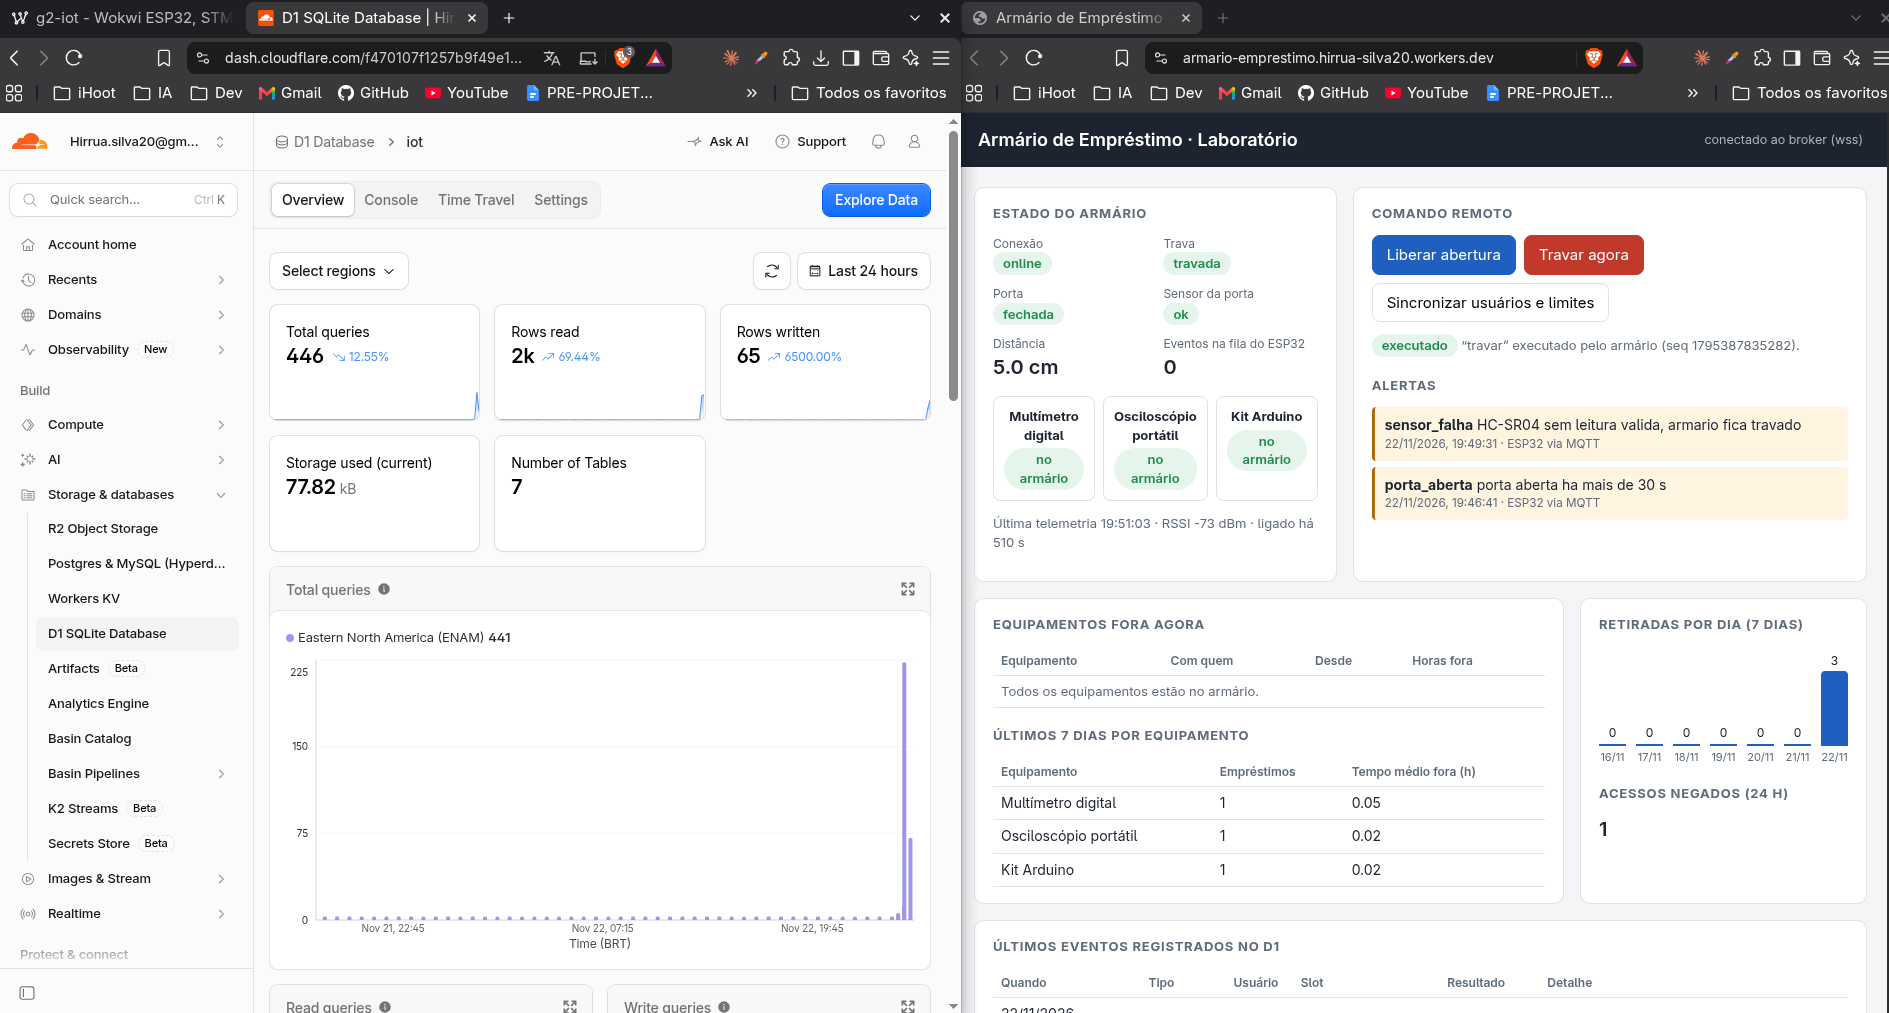 g2-iot - Wokwi ESP32, STM
D1 SQLite Database | Hir
dash.cloudflare.com/f470107f1257b9f49e1...
3
iHoot
IA
Dev
Gmail
GitHub
YouTube
PRE-PROJET...
»
Todos os favoritos
Hirrua.silva20@gm...
Quick search...
Ctrl K
Account home
Recents
Domains
Observability
New
Build
Compute
AI
Storage & databases
R2 Object Storage
Postgres & MySQL (Hyperd...
Workers KV
D1 SQLite Database
Artifacts
Beta
Analytics Engine
Basin Catalog
Basin Pipelines
K2 Streams
Beta
Secrets Store
Beta
Images & Stream
Realtime
Protect & connect
D1 Database
iot
Ask AI
Support
Overview
Console
Time Travel
Settings
Explore Data
Select regions
Last 24 hours
Total queries
446
12.55%
Rows read
2k
69.44%
Rows written
65
6500.00%
Storage used (current)
77.82 kB
Number of Tables
7
Total queries
Eastern North America (ENAM) 441
225
150
75
0
Nov 21, 22:45
Nov 22, 07:15
Nov 22, 19:45
Time (BRT)
Read queries
Write queries
Armário de Empréstimo
armario-emprestimo.hirrua-silva20.workers.dev
iHoot
IA
Dev
Gmail
GitHub
YouTube
PRE-PROJET...
»
Todos os favoritos
Armário de Empréstimo · Laboratório
conectado ao broker (wss)
ESTADO DO ARMÁRIO
Conexão
online
Trava
travada
Porta
fechada
Sensor da porta
ok
Distância
5.0 cm
Eventos na fila do ESP32
0
Multímetro
digital
no
armário
Osciloscópio
portátil
no
armário
Kit Arduino
no
armário
Última telemetria 19:51:03 · RSSI -73 dBm · ligado há
510 s
COMANDO REMOTO
Liberar abertura
Travar agora
Sincronizar usuários e limites
executado
“travar” executado pelo armário (seq 1795387835282).
ALERTAS
sensor_falha HC-SR04 sem leitura valida, armario fica travado
22/11/2026, 19:49:31 · ESP32 via MQTT
porta_aberta porta aberta ha mais de 30 s
22/11/2026, 19:46:41 · ESP32 via MQTT
EQUIPAMENTOS FORA AGORA
Equipamento
Com quem
Desde
Horas fora
Todos os equipamentos estão no armário.
ÚLTIMOS 7 DIAS POR EQUIPAMENTO
Equipamento
Empréstimos
Tempo médio fora (h)
Multímetro digital
1
0.05
Osciloscópio portátil
1
0.02
Kit Arduino
1
0.02
RETIRADAS POR DIA (7 DIAS)
3
0
0
0
0
0
0
16/11
17/11
18/11
19/11
20/11
21/11
22/11
ACESSOS NEGADOS (24 H)
1
ÚLTIMOS EVENTOS REGISTRADOS NO D1
Quando
Tipo
Usuário
Slot
Resultado
Detalhe
22/11/2026